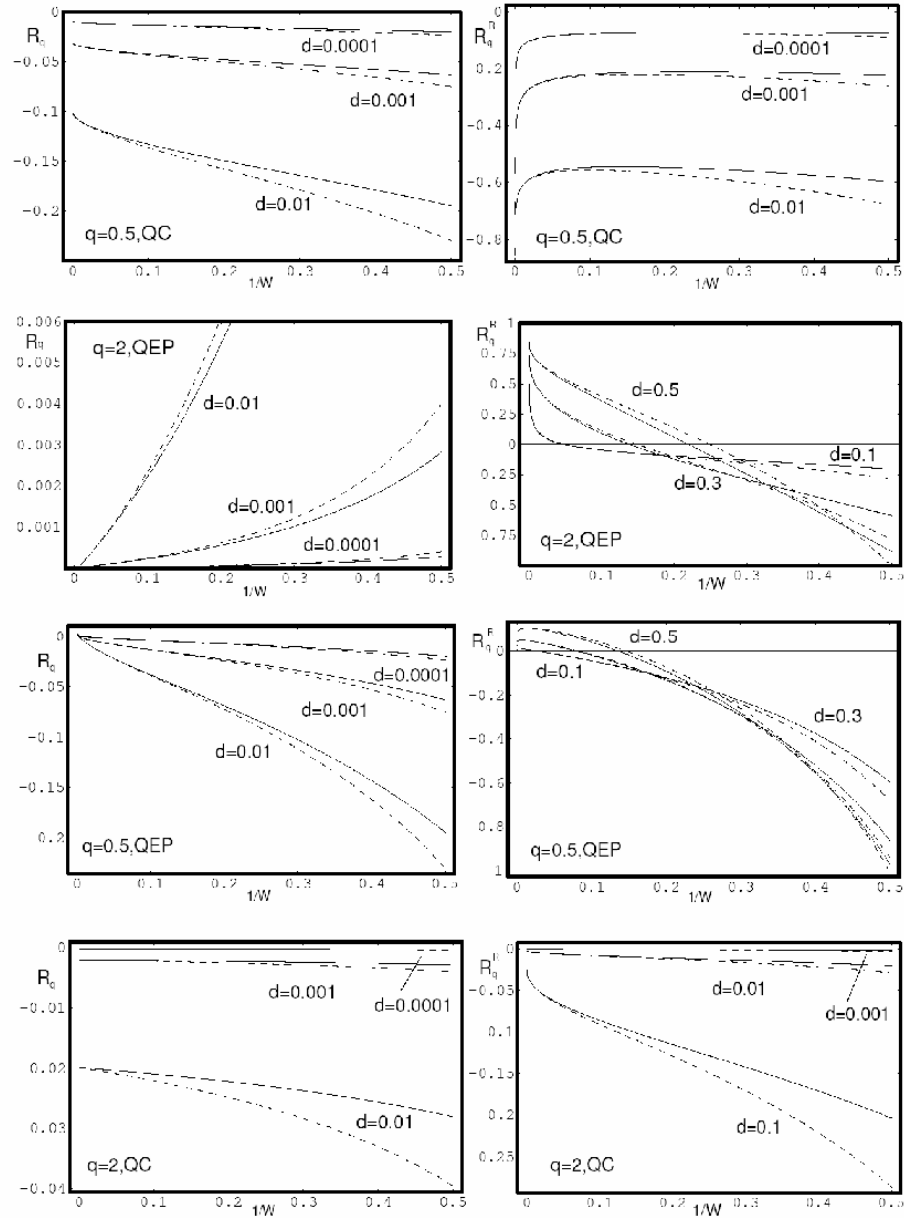 R_q
0
-0.05
-0.1
-0.15
-0.2
d=0.0001
d=0.001
d=0.01
q=0.5,QC
0 0.1 0.2 0.3 0.4 0.5
1/W
R_q^R
0
0.2
-0.4
-0.6
-0.8
d=0.0001
d=0.001
d=0.01
q=0.5,QC
0 0.1 0.2 0.3 0.4 0.5
1/W
0.006
R_q
0.005
0.004
0.003
0.002
0.001
q=2,QEP
d=0.01
d=0.001
d=0.0001
0 0.1 0.2 0.3 0.4 0.5
1/W
1
R_q^R
0.75
0.5
0.25
0
0.25
0.5
0.75
d=0.5
d=0.1
d=0.3
q=2,QEP
0 0.1 0.2 0.3 0.4 0.5
1/W
0
R_q
-0.05
-0.1
-0.15
0.2
d=0.0001
d=0.001
d=0.01
q=0.5,QEP
0 0.1 0.2 0.3 0.4 0.5
1/W
R_q^R
0
-0.2
-0.4
-0.6
0.8
1
d=0.5
d=0.1
d=0.3
q=0.5,QEP
0 0.1 0.2 0.3 0.4 0.5
1/W
0
R_q
-0.01
0.02
0.03
-0.04
d=0.001
d=0.0001
d=0.01
q=2,QC
0 0.1 0.2 0.3 0.4 0.5
1/W
0
R_q^R
-0.05
0.1
-0.15
0.2
0.25
d=0.01
d=0.001
d=0.1
q=2,QC
0 0.1 0.2 0.3 0.4 0.5
1/W